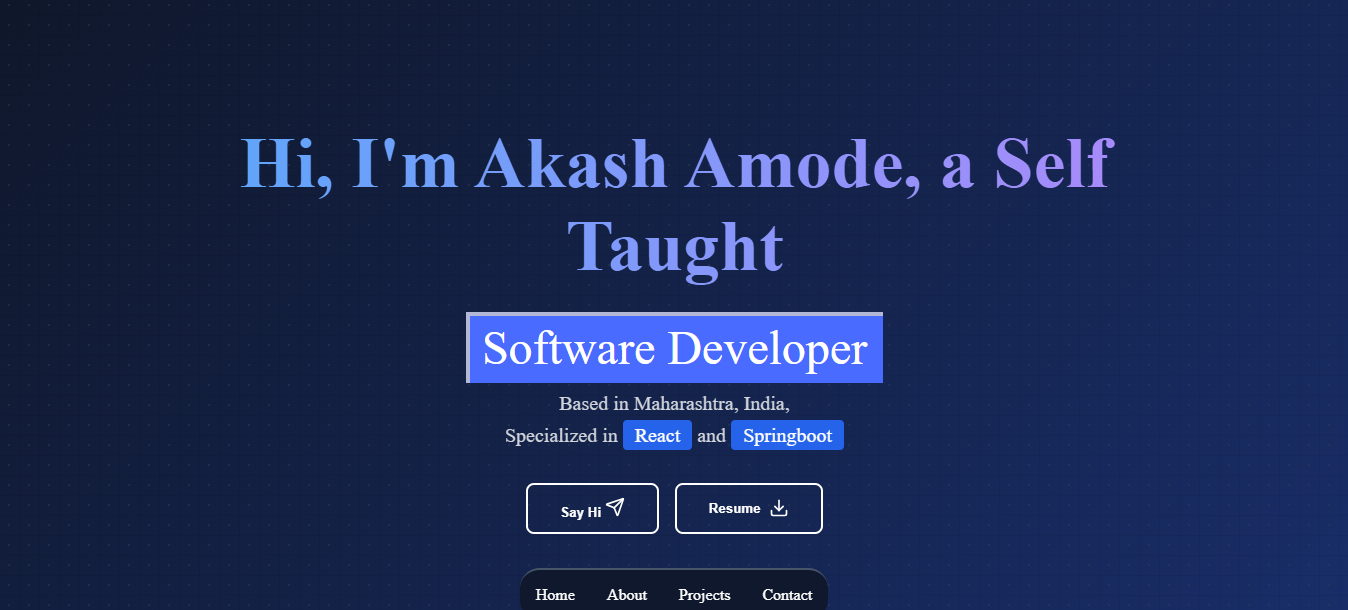 Hi, I'm Akash Amode, a Self
Taught
Software Developer
Based in Maharashtra, India,
Specialized in React and Springboot
Say Hi Resume
Home About Projects Contact